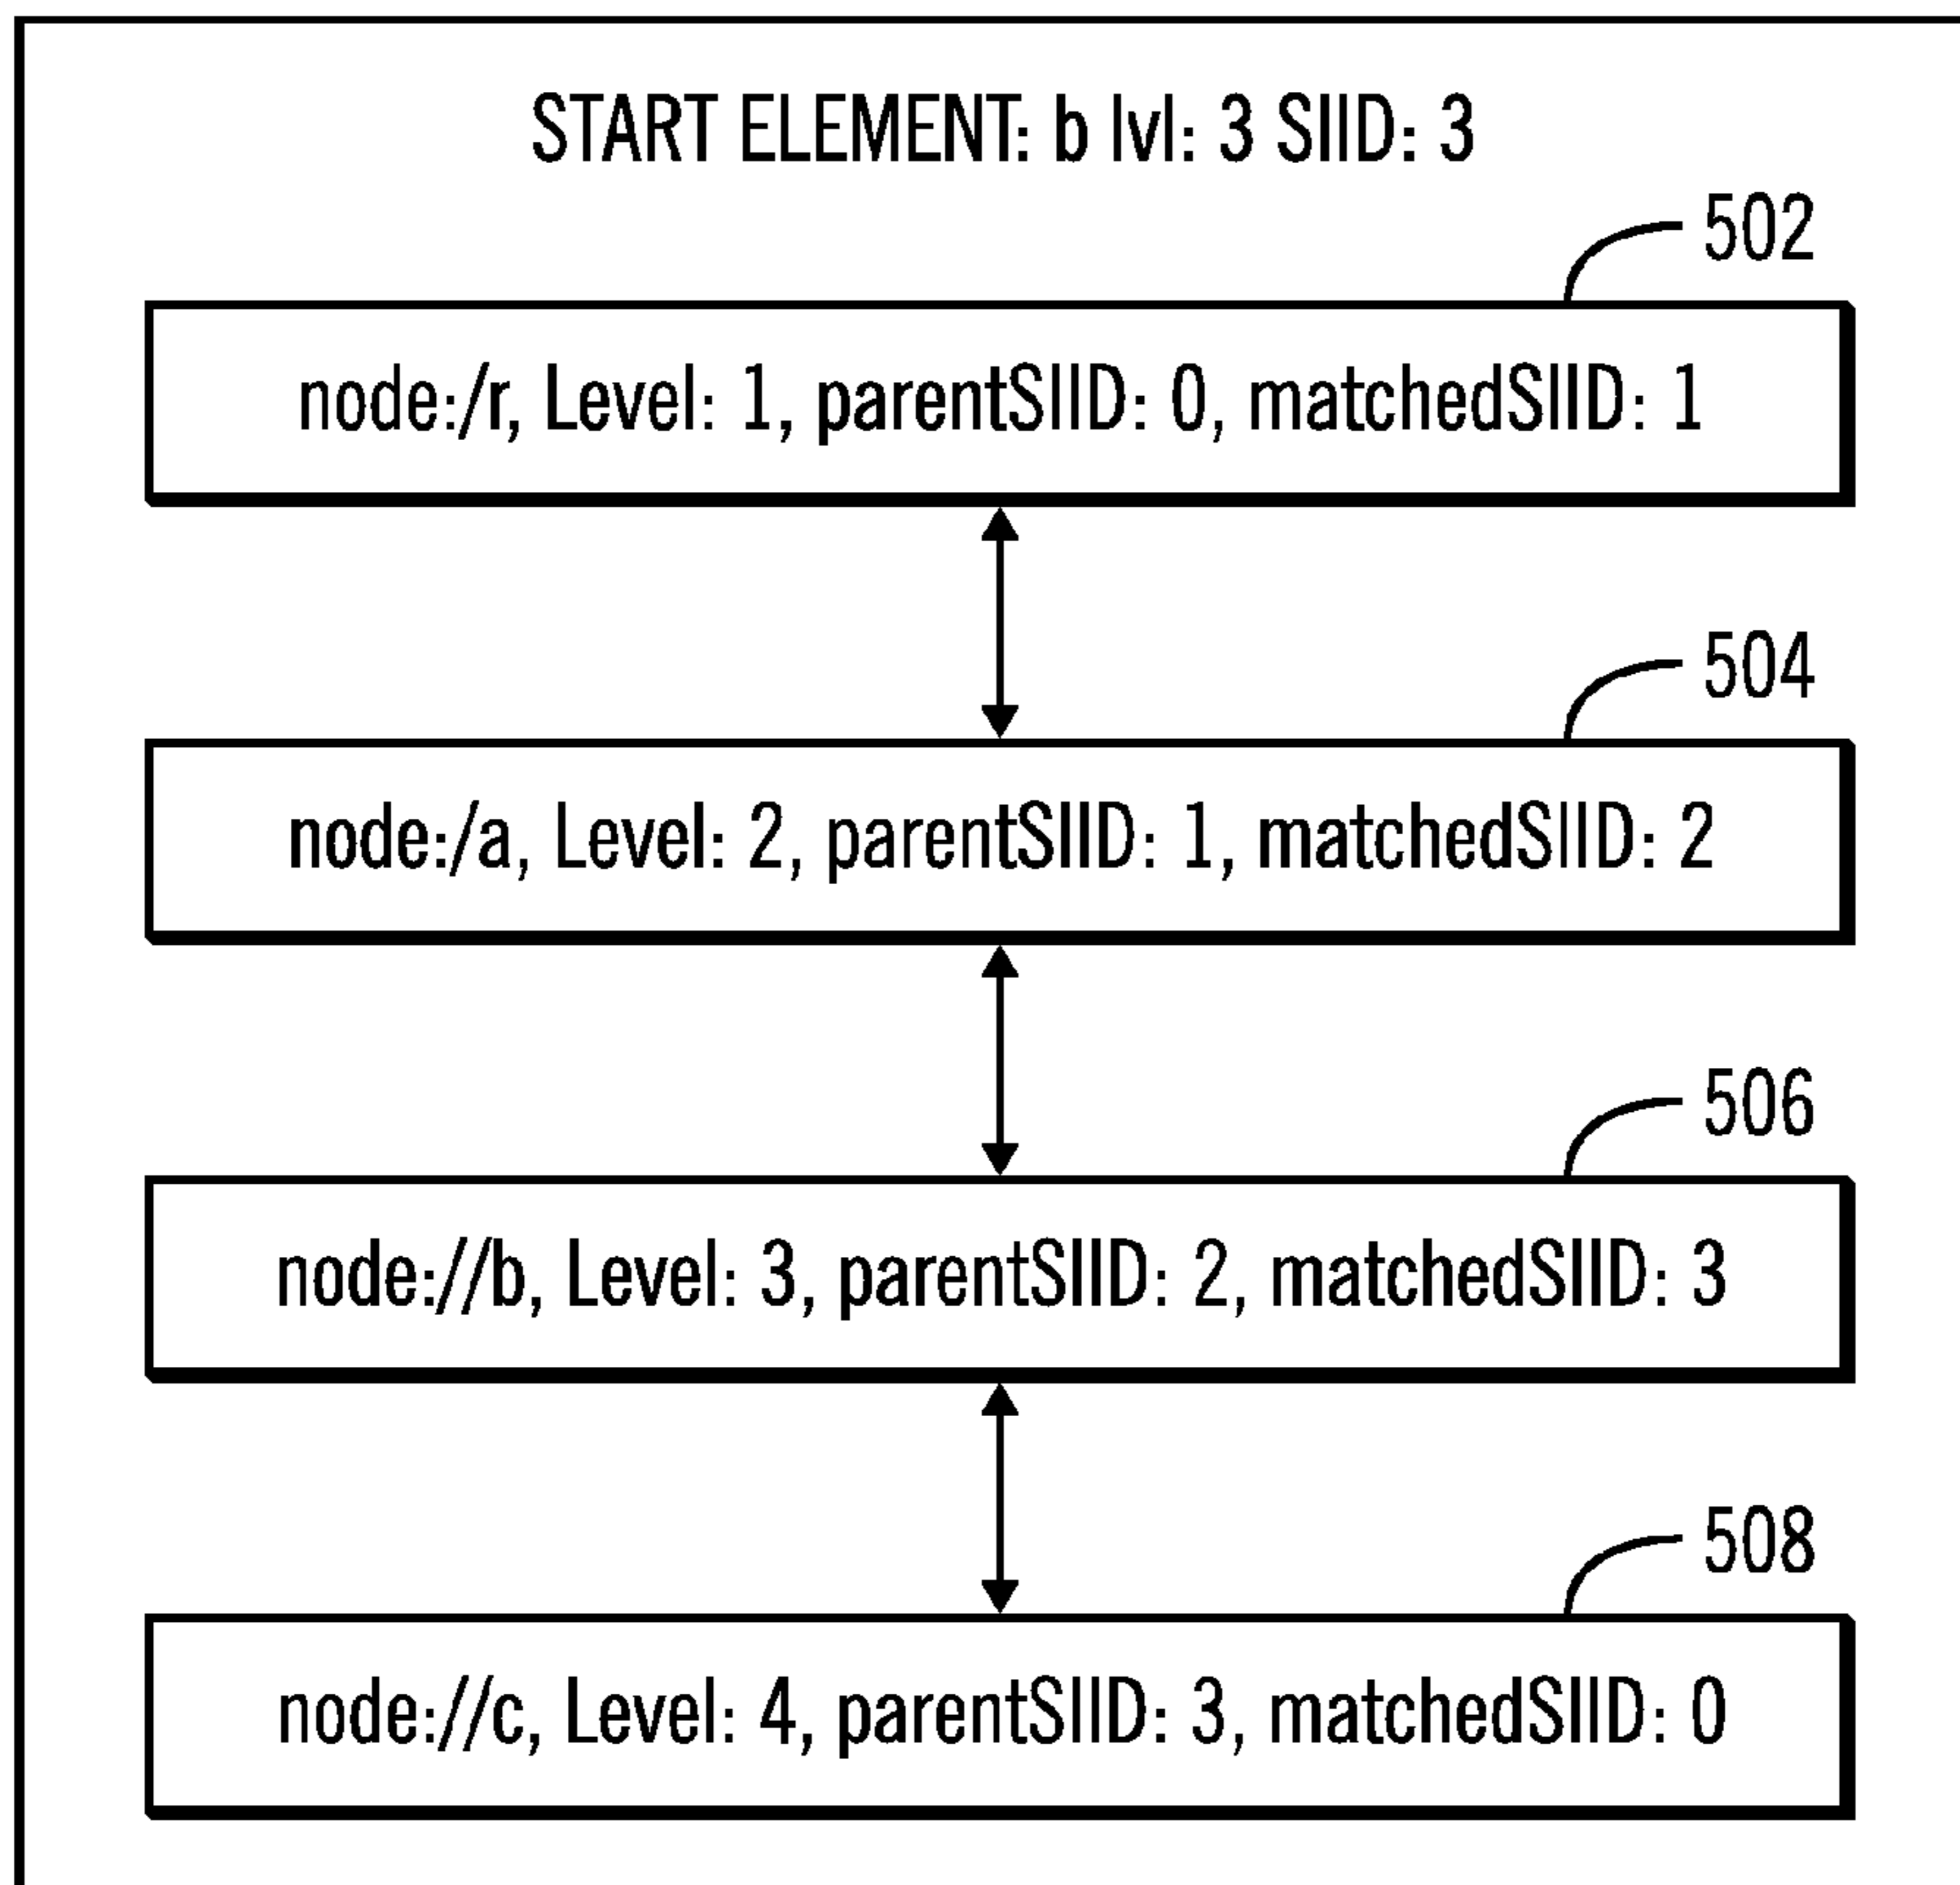 START ELEMENT: b lvl: 3 SIID: 3
502
node:/r, Level: 1, parentSIID: 0, matchedSIID: 1
504
node:/a, Level: 2, parentSIID: 1, matchedSIID: 2
506
node://b, Level: 3, parentSIID: 2, matchedSIID: 3
508
node://c, Level: 4, parentSIID: 3, matchedSIID: 0